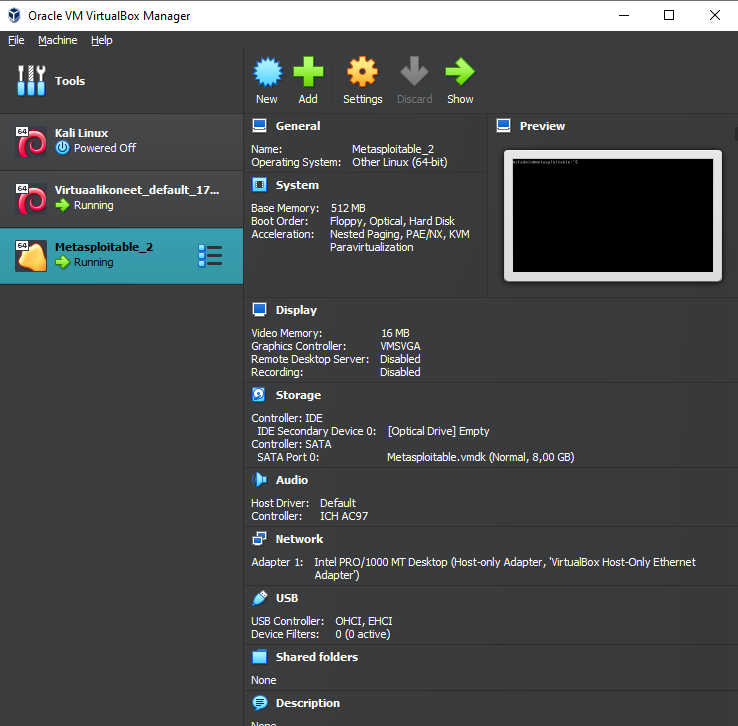 Oracle VM VirtualBox Manager
File Machine Help
Tools
New Add Settings Discard Show
64 Kali Linux
Powered Off
64 Virtuaalikoneet_default_17...
Running
64 Metasploitable_2
Running
General
Name: Metasploitable_2
Operating System: Other Linux (64-bit)
Preview
System
Base Memory: 512 MB
Boot Order: Floppy, Optical, Hard Disk
Acceleration: Nested Paging, PAE/NX, KVM
Paravirtualization
Display
Video Memory: 16 MB
Graphics Controller: VMSVGA
Remote Desktop Server: Disabled
Recording: Disabled
Storage
Controller: IDE
IDE Secondary Device 0: [Optical Drive] Empty
Controller: SATA
SATA Port 0: Metasploitable.vmdk (Normal, 8,00 GB)
Audio
Host Driver: Default
Controller: ICH AC97
Network
Adapter 1: Intel PRO/1000 MT Desktop (Host-only Adapter, 'VirtualBox Host-Only Ethernet
Adapter')
USB
USB Controller: OHCI, EHCI
Device Filters: 0 (0 active)
Shared folders
None
Description
None